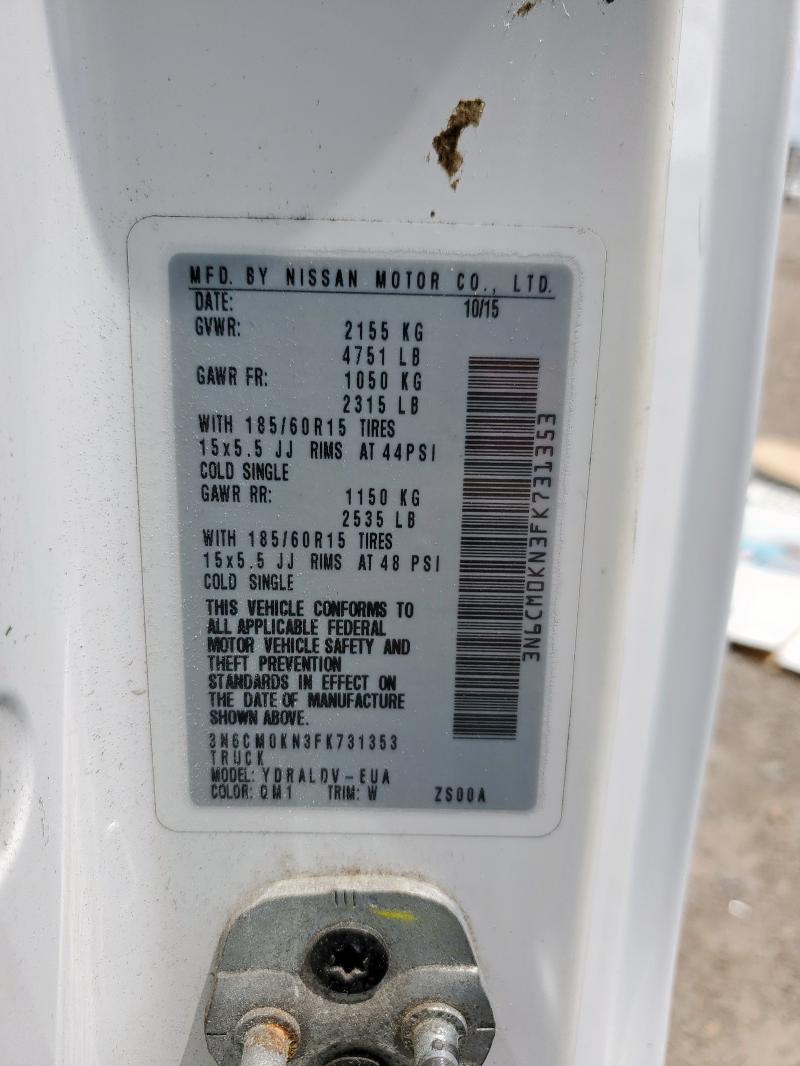 MFD. BY NISSAN MOTOR CO., LTD.
DATE: 10/15
GVWR: 2155 KG
4751 LB
GAWR FR: 1050 KG
2315 LB
WITH 185/60R15 TIRES
15x5.5 JJ RIMS AT 44PSI
COLD SINGLE
GAWR RR: 1150 KG
2535 LB
WITH 185/60R15 TIRES
15x5.5 JJ RIMS AT 48 PSI
COLD SINGLE
THIS VEHICLE CONFORMS TO
ALL APPLICABLE FEDERAL
MOTOR VEHICLE SAFETY AND
THEFT PREVENTION
STANDARDS IN EFFECT ON
THE DATE OF MANUFACTURE
SHOWN ABOVE.
3N6CM0KN3FK731353
TRUCK
MODEL: YDRALDV-EUA
COLOR: QM1 TRIM: W ZS00A
3N6CM0KN3FK731353